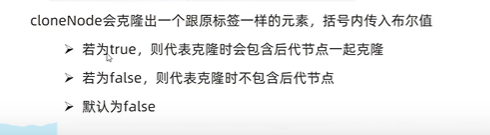 cloneNode会克隆出一个跟原标签一样的元素，括号内传入布尔值
➢ 若为true，则代表克隆时会包含后代节点一起克隆
➢ 若为false，则代表克隆时不包含后代节点
➢ 默认为false